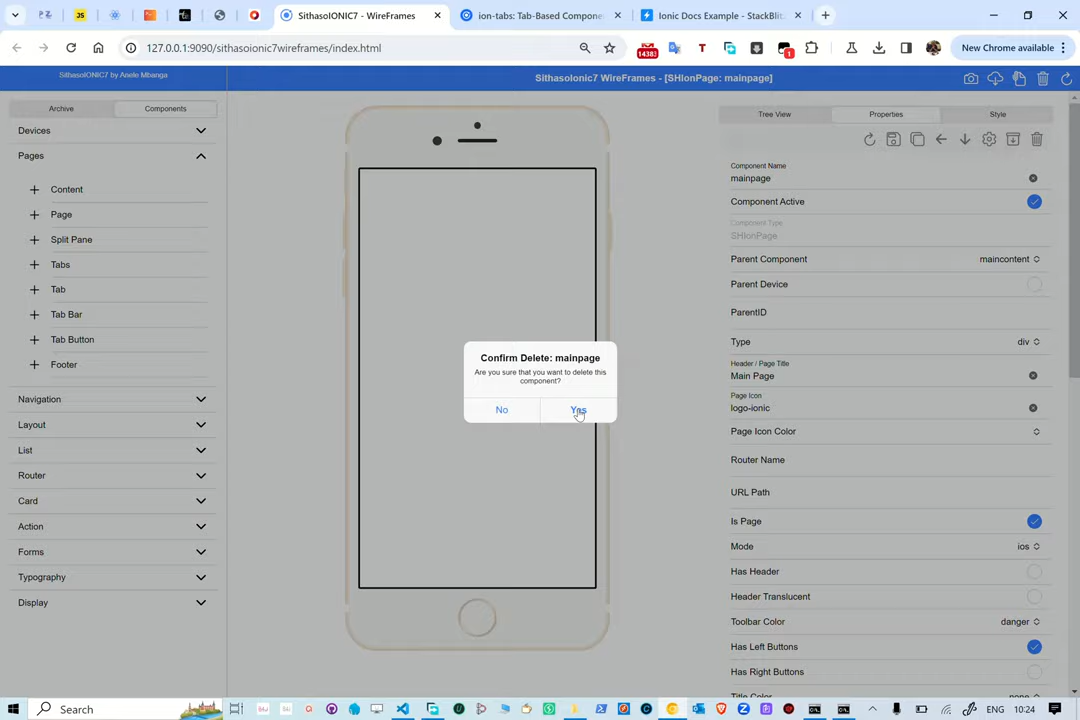 SithasoIONIC7 - WireFrames
ion-tabs: Tab-Based Compone
Ionic Docs Example - StackBlitz
127.0.0.1:9090/sithasoionic7wireframes/index.html
14383
T
1
New Chrome available
SithasoIONIC7 by Anele Mbanga
SithasoIonic7 WireFrames - [SHIonPage: mainpage]
Archive
Components
Devices
Pages
Content
Page
Split Pane
Tabs
Tab
Tab Bar
Tab Button
Footer
Navigation
Layout
List
Router
Card
Action
Forms
Typography
Display
Confirm Delete: mainpage
Are you sure that you want to delete this
component?
No
Yes
Tree View
Properties
Style
Component Name
mainpage
Component Active
Component Type
SHIonPage
Parent Component
maincontent
Parent Device
ParentID
Type
div
Header / Page Title
Main Page
Page Icon
logo-ionic
Page Icon Color
Router Name
URL Path
Is Page
Mode
ios
Has Header
Header Translucent
Toolbar Color
danger
Has Left Buttons
Has Right Buttons
Title Color
none
Search
ENG
10:24